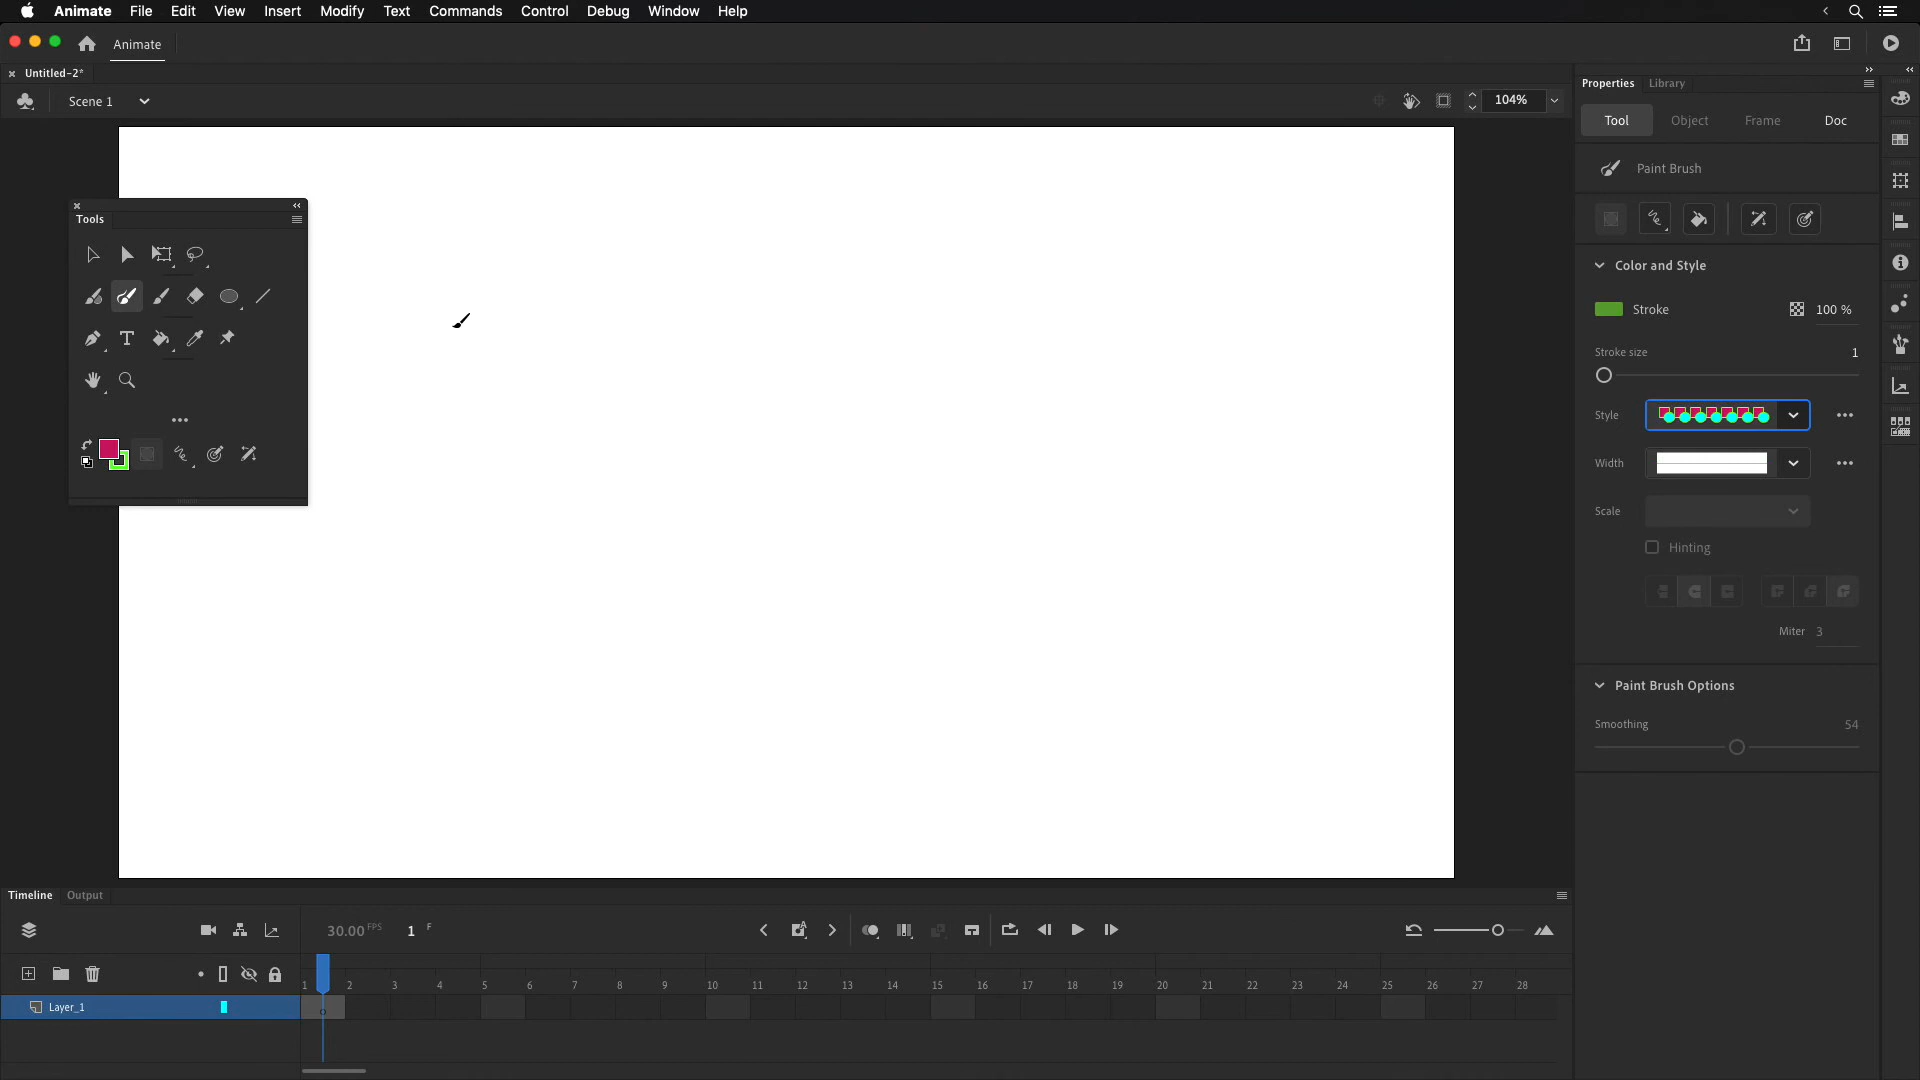 Animate File Edit View Insert Modify Text Commands Control Debug Window Help
Animate
Untitled-2*
Scene 1
104%
Tools
Properties Library
Tool Object Frame Doc
Paint Brush
Color and Style
Stroke 100 %
Stroke size 1
Style
Width
Scale
Hinting
Miter 3
Paint Brush Options
Smoothing 54
Timeline Output
30.00 FPS 1 F
1 2 3 4 5 6 7 8 9 10 11 12 13 14 15 16 17 18 19 20 21 22 23 24 25 26 27 28
Layer_1